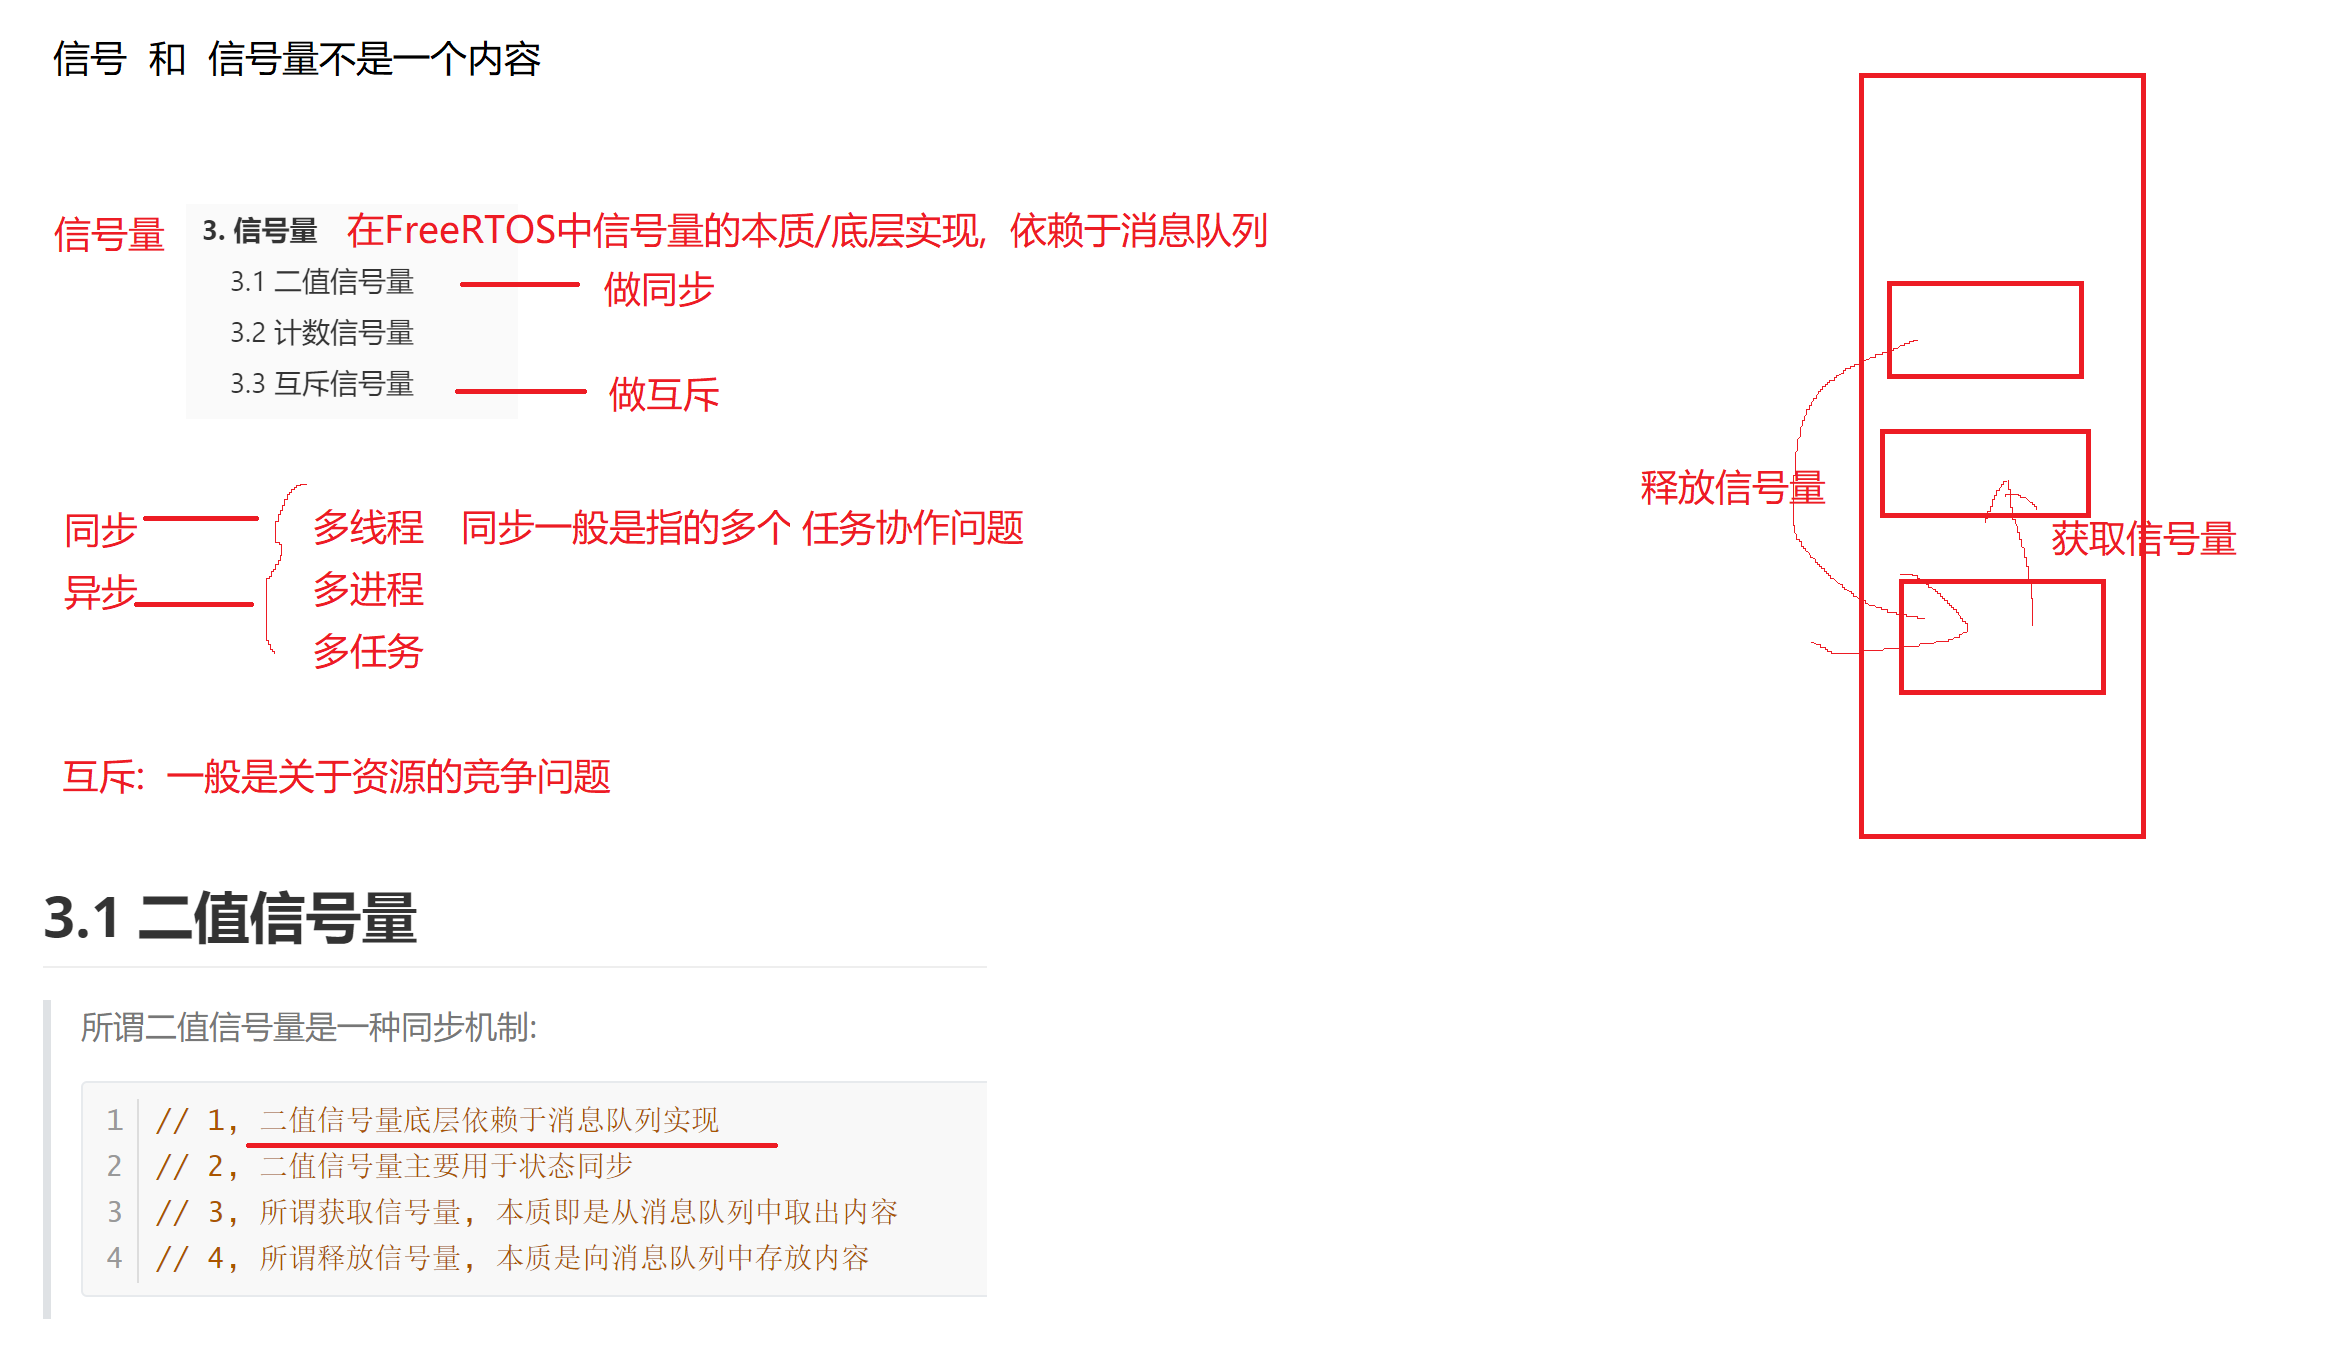 信号 和 信号量不是一个内容
信号量
3. 信号量 在FreeRTOS中信号量的本质/底层实现, 依赖于消息队列
3.1 二值信号量 做同步
3.2 计数信号量
3.3 互斥信号量 做互斥
同步 多线程 同步一般是指的多个 任务协作问题
异步 多进程
多任务
互斥: 一般是关于资源的竞争问题
释放信号量
获取信号量
3.1 二值信号量
所谓二值信号量是一种同步机制:
1 // 1, 二值信号量底层依赖于消息队列实现
2 // 2, 二值信号量主要用于状态同步
3 // 3, 所谓获取信号量, 本质即是从消息队列中取出内容
4 // 4, 所谓释放信号量, 本质是向消息队列中存放内容